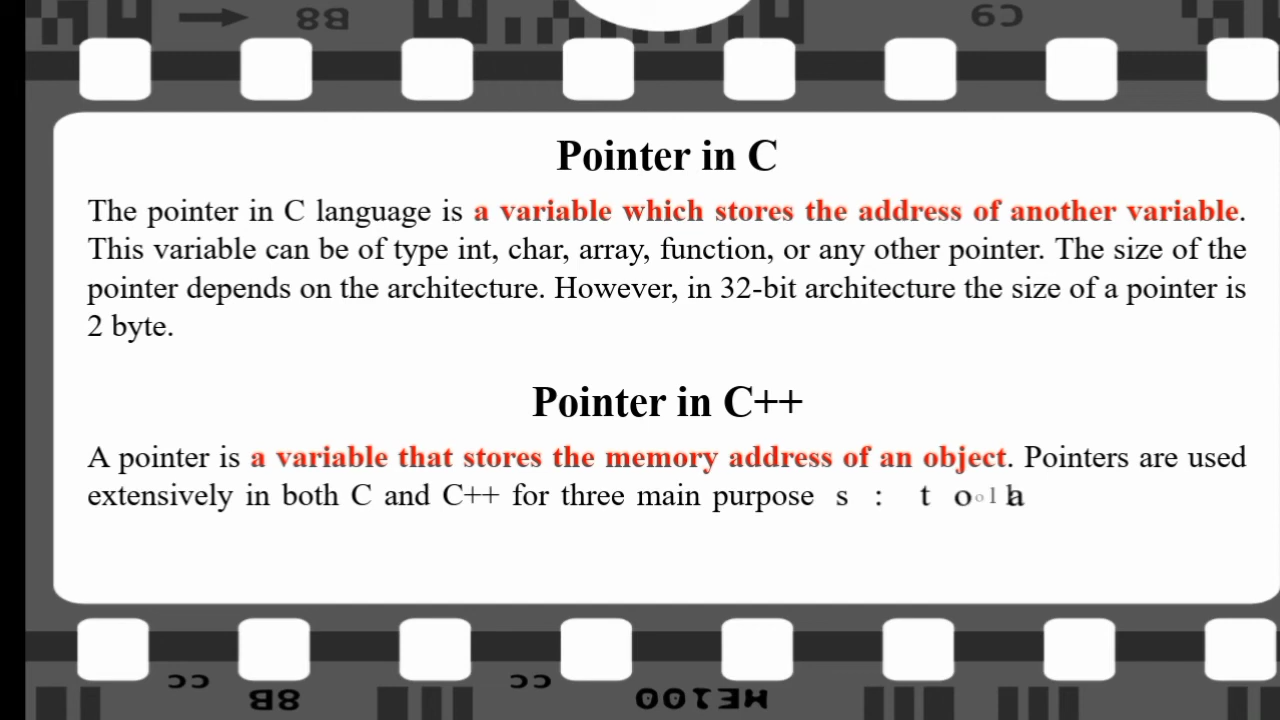 Pointer in C
The pointer in C language is a variable which stores the address of another variable.
This variable can be of type int, char, array, function, or any other pointer. The size of the
pointer depends on the architecture. However, in 32-bit architecture the size of a pointer is
2 byte.
Pointer in C++
A pointer is a variable that stores the memory address of an object. Pointers are used
extensively in both C and C++ for three main purpose s : t o